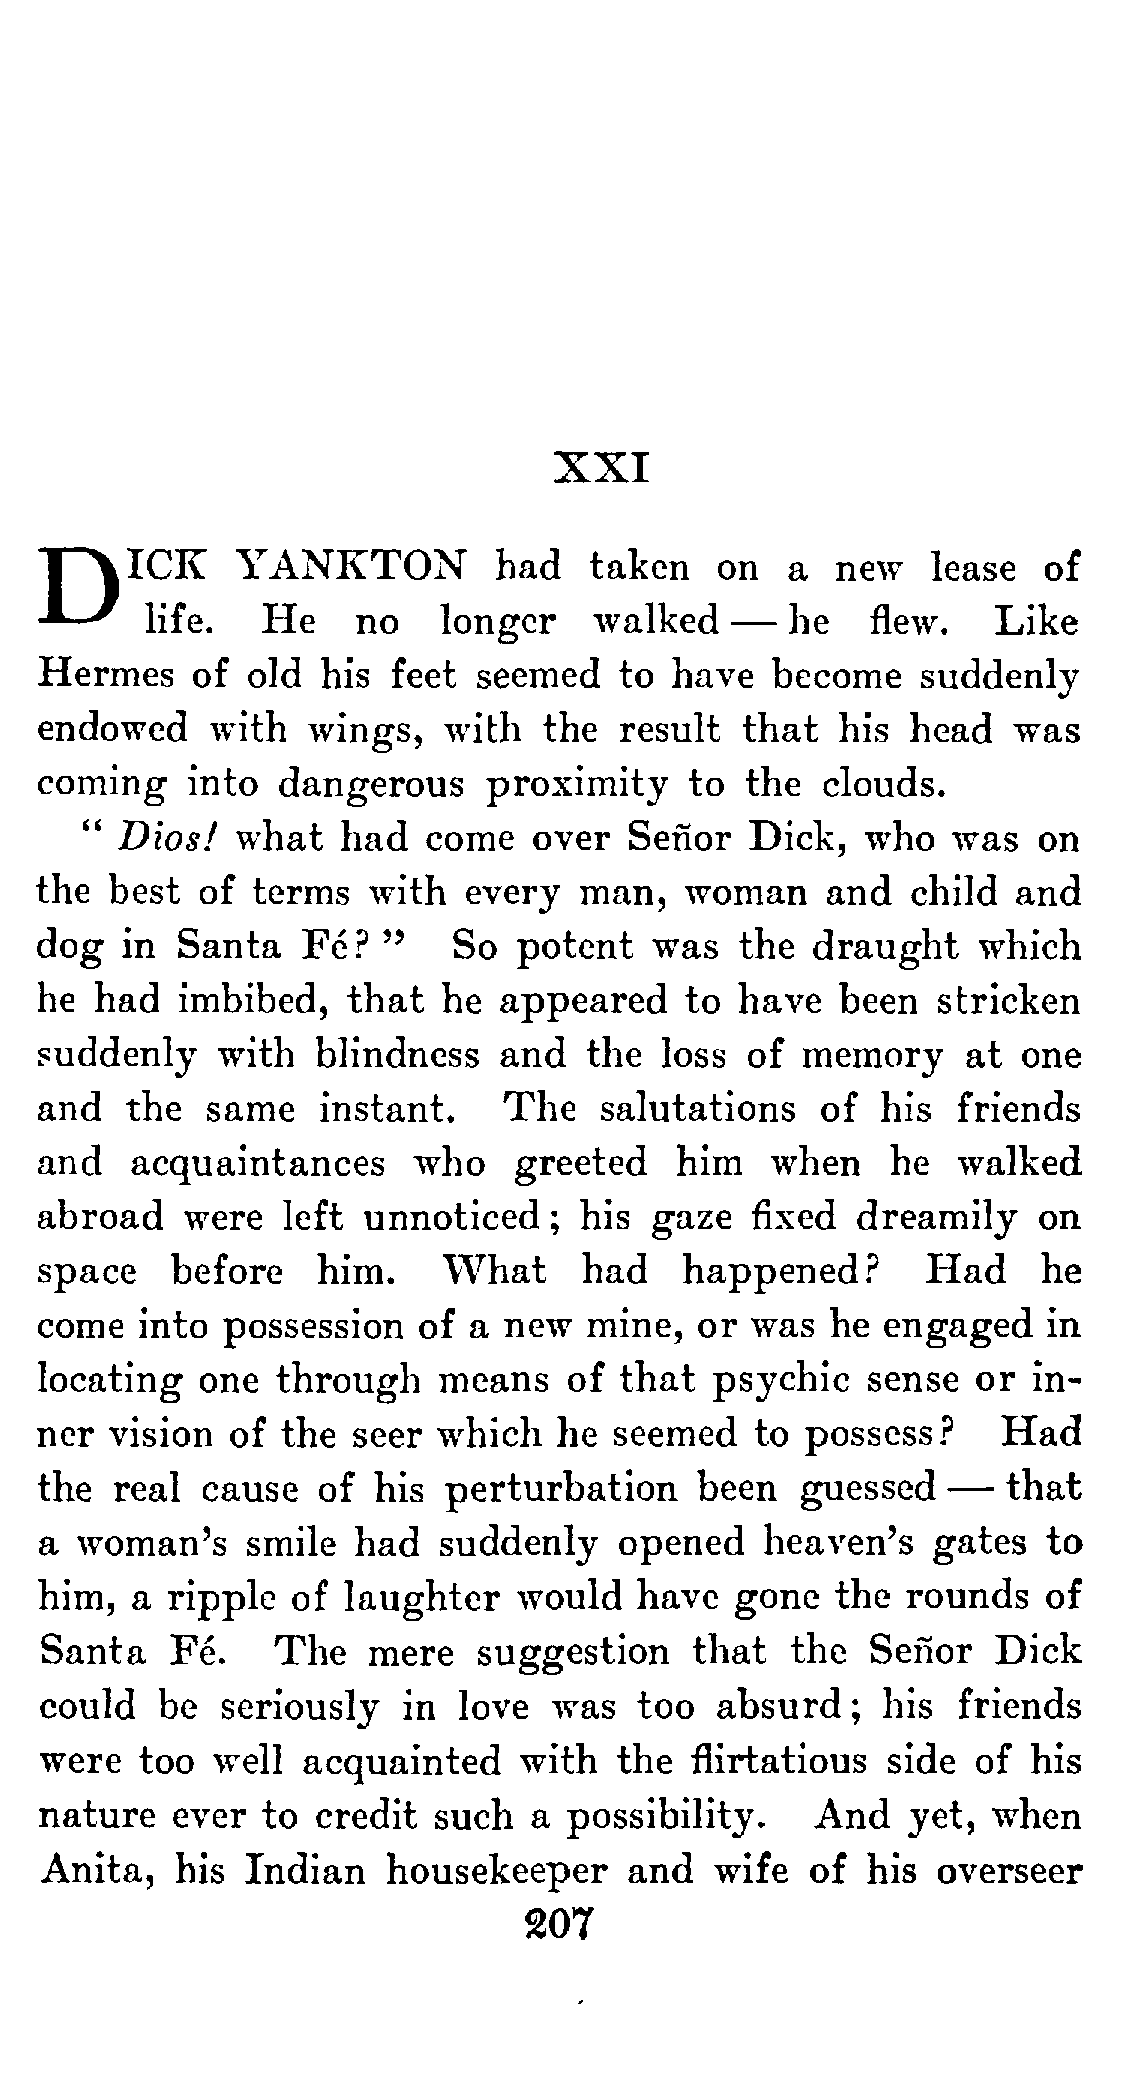 XXI
DICK YANKTON had taken on a new lease of
life. He no longer walked — he flew. Like
Hermes of old his feet seemed to have become suddenly
endowed with wings, with the result that his head was
coming into dangerous proximity to the clouds.
" Dios! what had come over Señor Dick, who was on
the best of terms with every man, woman and child and
dog in Santa Fé? " So potent was the draught which
he had imbibed, that he appeared to have been stricken
suddenly with blindness and the loss of memory at one
and the same instant. The salutations of his friends
and acquaintances who greeted him when he walked
abroad were left unnoticed; his gaze fixed dreamily on
space before him. What had happened? Had he
come into possession of a new mine, or was he engaged in
locating one through means of that psychic sense or in-
ner vision of the seer which he seemed to possess? Had
the real cause of his perturbation been guessed — that
a woman's smile had suddenly opened heaven's gates to
him, a ripple of laughter would have gone the rounds of
Santa Fé. The mere suggestion that the Señor Dick
could be seriously in love was too absurd; his friends
were too well acquainted with the flirtatious side of his
nature ever to credit such a possibility. And yet, when
Anita, his Indian housekeeper and wife of his overseer
207